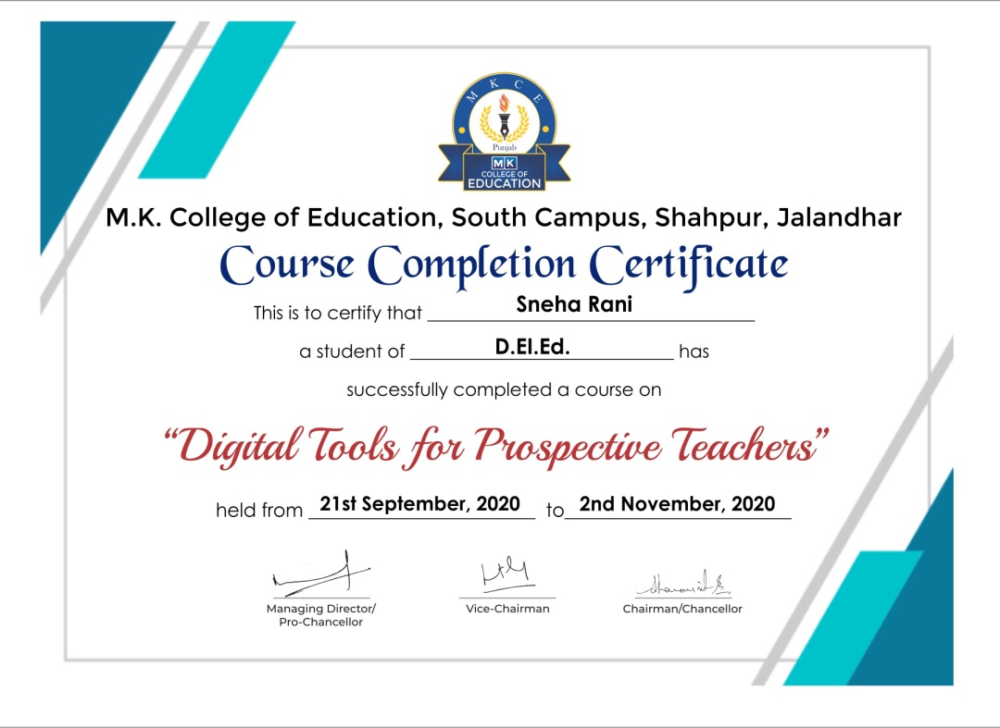 M K C E
Punjab
MK
COLLEGE OF
EDUCATION
M.K. College of Education, South Campus, Shahpur, Jalandhar
Course Completion Certificate
This is to certify that Sneha Rani
a student of D.El.Ed. has
successfully completed a course on
“Digital Tools for Prospective Teachers”
held from 21st September, 2020 to 2nd November, 2020
Managing Director/ Vice-Chairman Chairman/Chancellor
Pro-Chancellor